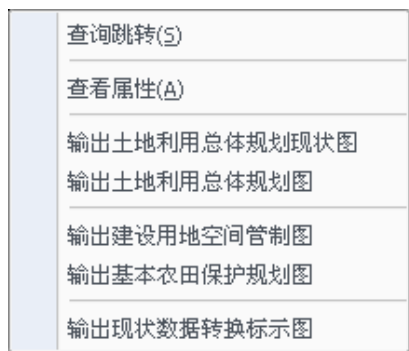 查询跳转(S)
查看属性(A)
输出土地利用总体规划现状图
输出土地利用总体规划图
输出建设用地空间管制图
输出基本农田保护规划图
输出现状数据转换标示图